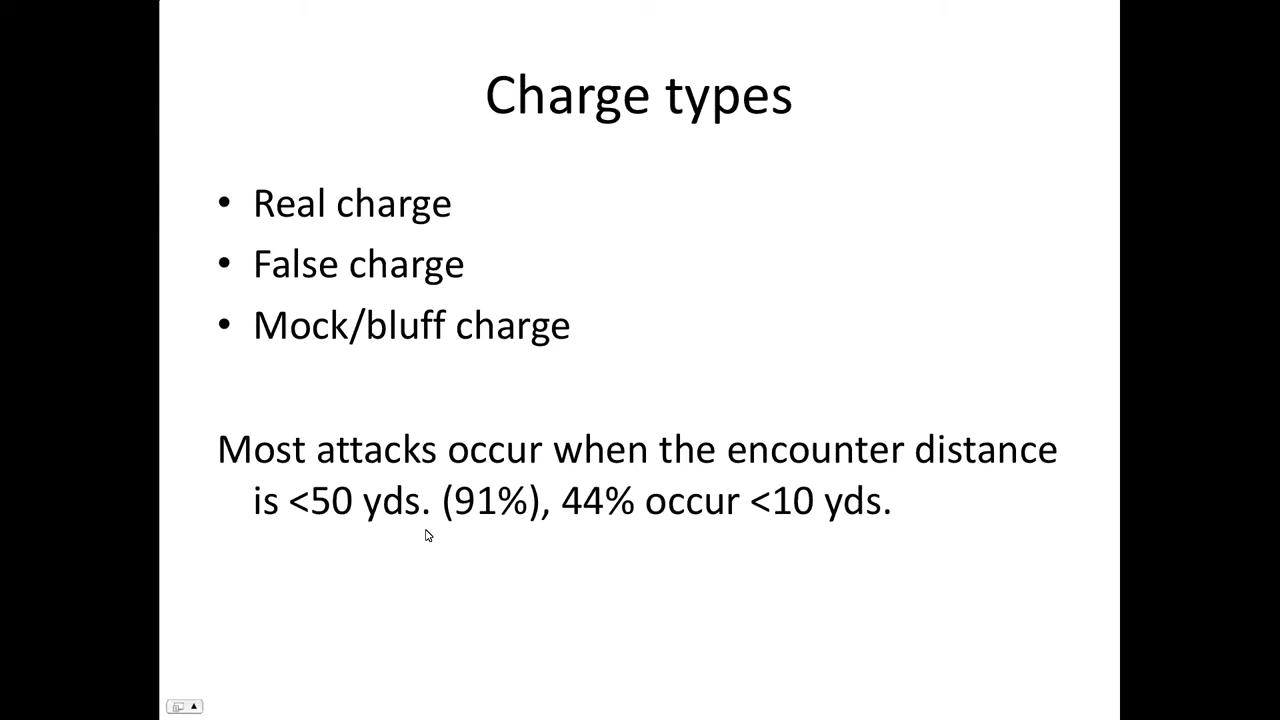 Charge types
• Real charge
• False charge
• Mock/bluff charge
Most attacks occur when the encounter distance
is <50 yds. (91%), 44% occur <10 yds.